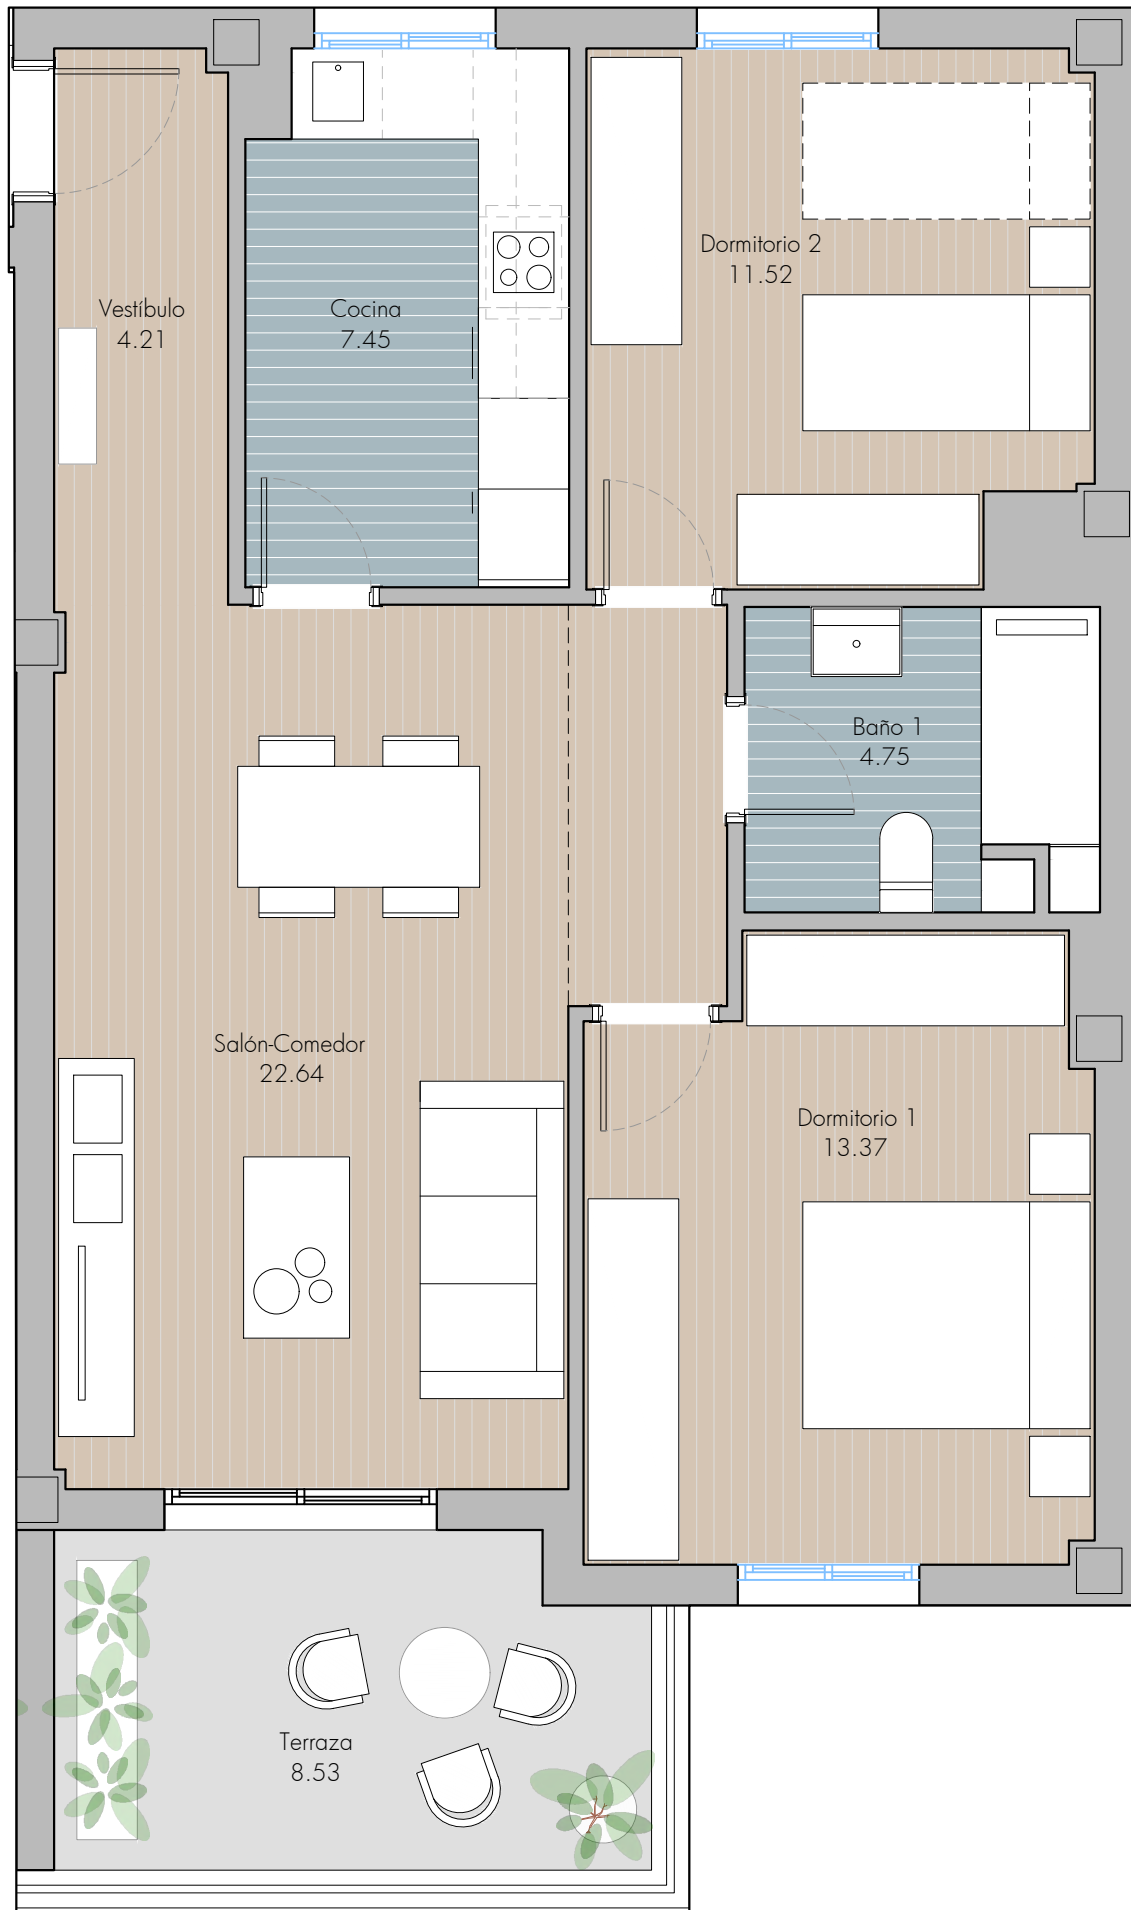 Dormitorio 2
11.52
Vestíbulo
4.21
Cocina
7.45
Baño 1
4.75
Salón-Comedor
22.64
Dormitorio 1
13.37
Terraza
8.53